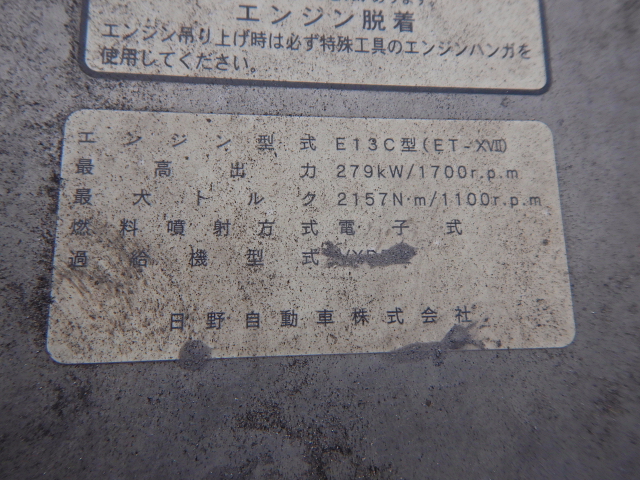 エンジン脱着
エンジン吊り上げ時は必ず特殊工具のエンジンハンガを
使用してください。
エンジン型式 E13C型(ET-XVII)
最高出力 279kW/1700r.p.m
最大トルク 2157N·m/1100r.p.m
燃料噴射方式 電子式
過給機型式
日野自動車株式会社